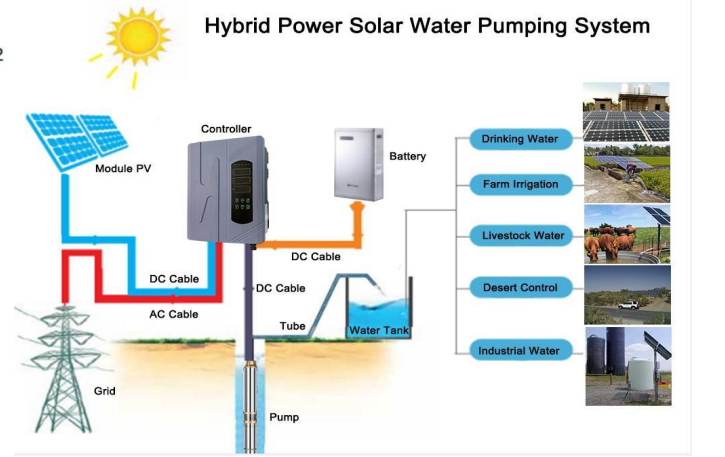 Hybrid Power Solar Water Pumping System
2
Controller
Module PV
Battery
DC Cable
DC Cable
AC Cable
DC Cable
Tube
Water Tank
Grid
Pump
Drinking Water
Farm Irrigation
Livestock Water
Desert Control
Industrial Water